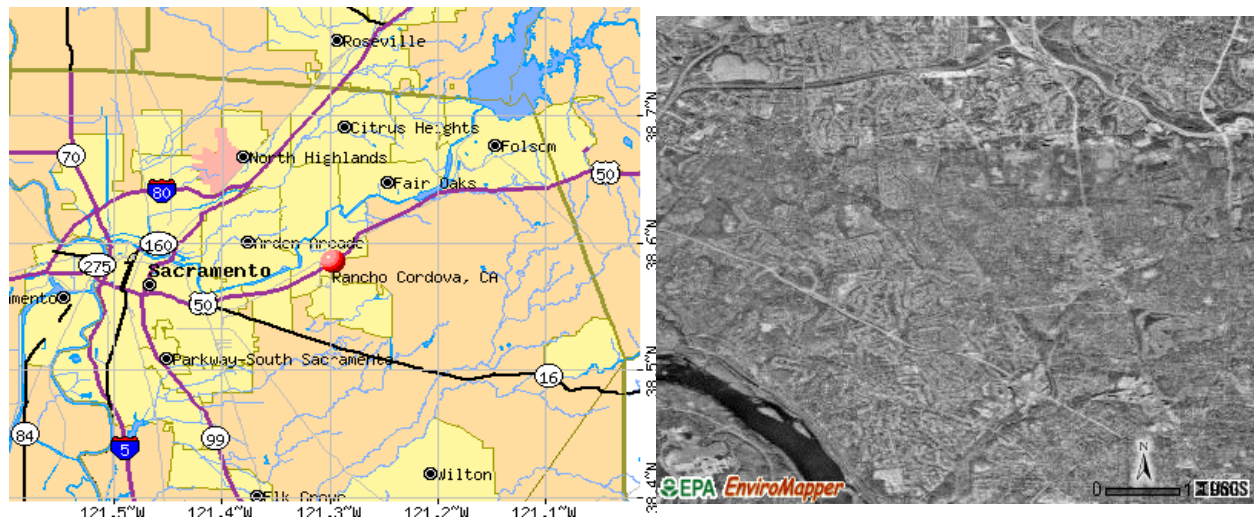 Roseville
70
Citrus Heights
38.7°N
North Highlands
Folsom
50
80
Fair Oaks
160
Arden Arcade
38.6°N
275
Sacramento
Rancho Cordova, CA
50
Parkway-South Sacramento
16
38.5°N
84
99
5
Wilton
Elk Grove
38.4°N
121.5°W 121.4°W 121.3°W 121.2°W 121.1°W
N
EPA EnviroMapper
0
USGS